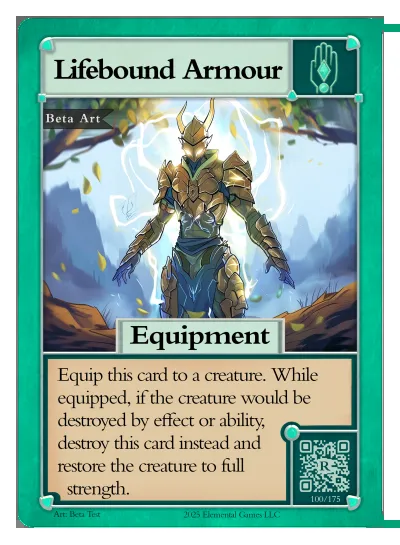 Lifebound Armour
Beta Art
Equipment
Equip this card to a creature. While
equipped, if the creature would be
destroyed by effect or ability,
destroy this card instead and
restore the creature to full
strength.
R
100/175
Art: Beta Test
2025 Elemental Games LLC